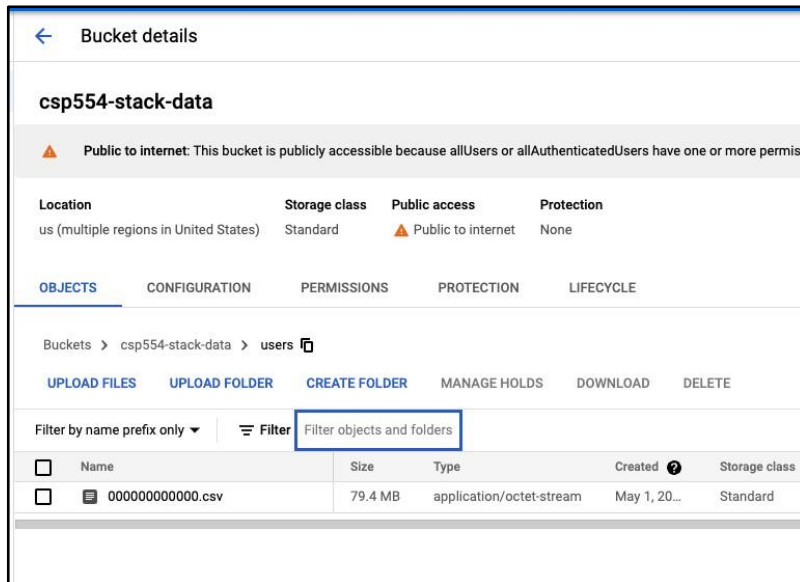 Bucket details
csp554-stack-data
Public to internet: This bucket is publicly accessible because allUsers or allAuthenticatedUsers have one or more permis
Location Storage class Public access Protection
us (multiple regions in United States) Standard Public to internet None
OBJECTS CONFIGURATION PERMISSIONS PROTECTION LIFECYCLE
Buckets > csp554-stack-data > users
UPLOAD FILES UPLOAD FOLDER CREATE FOLDER MANAGE HOLDS DOWNLOAD DELETE
Filter by name prefix only Filter Filter objects and folders
Name Size Type Created ? Storage class
000000000000.csv 79.4 MB application/octet-stream May 1, 20... Standard